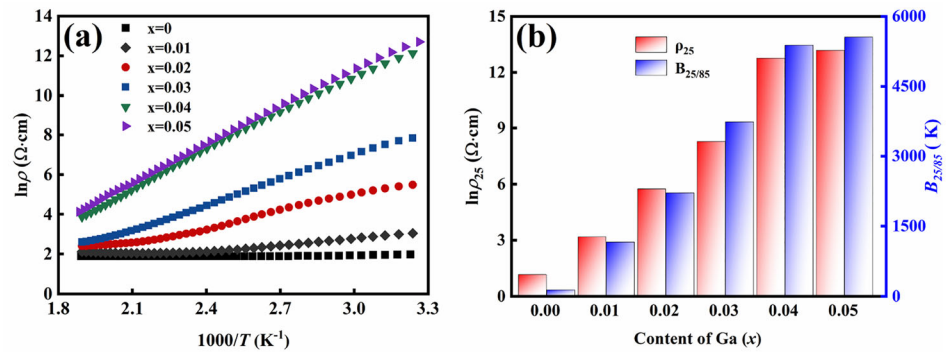 (a)
x=0
x=0.01
x=0.02
x=0.03
x=0.04
x=0.05
14
12
10
8
6
4
2
0
lnρ (Ω·cm)
1.8
2.1
2.4
2.7
3.0
3.3
1000/T (K⁻¹)
(b)
ρ₂₅
B₂₅/₈₅
15
12
9
6
3
0
lnρ₂₅ (Ω·cm)
6000
4500
3000
1500
0
B₂₅/₈₅ ( K)
0.00
0.01
0.02
0.03
0.04
0.05
Content of Ga (x)